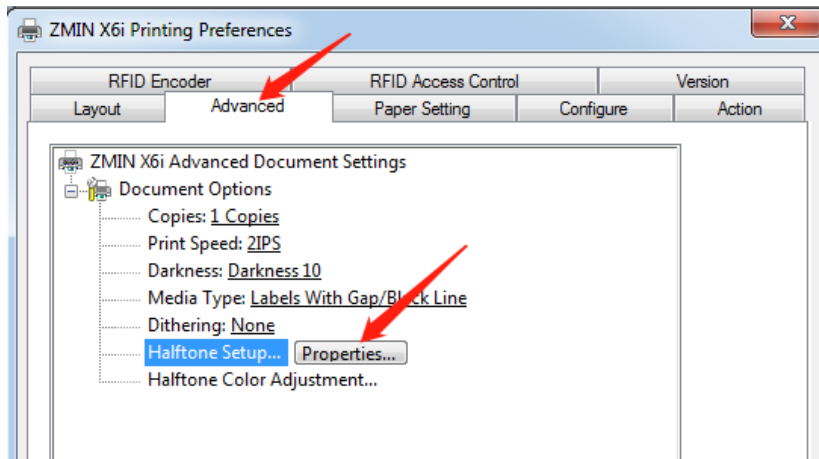 ZMIN X6i Printing Preferences
RFID Encoder RFID Access Control Version
Layout Advanced Paper Setting Configure Action
ZMIN X6i Advanced Document Settings
Document Options
Copies: 1 Copies
Print Speed: 2IPS
Darkness: Darkness 10
Media Type: Labels With Gap/Black Line
Dithering: None
Halftone Setup... Properties...
Halftone Color Adjustment...